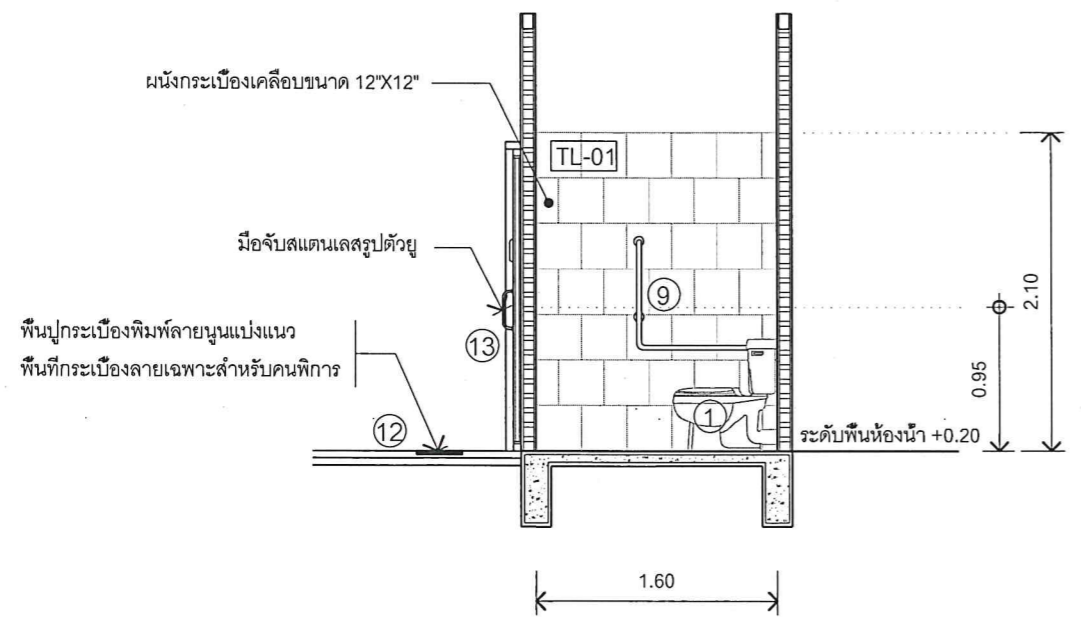 ผนังกระเบื้องเคลือบขนาด 12"X12"
TL-01
มือจับสแตนเลสรูปตัวยู
9
2.10
13
พื้นปูกระเบื้องพิมพ์ลายนูนแบ่งแนว
พื้นที่กระเบื้องลายเฉพาะสำหรับคนพิการ
0.95
1
12
ระดับพื้นห้องน้ำ +0.20
1.60